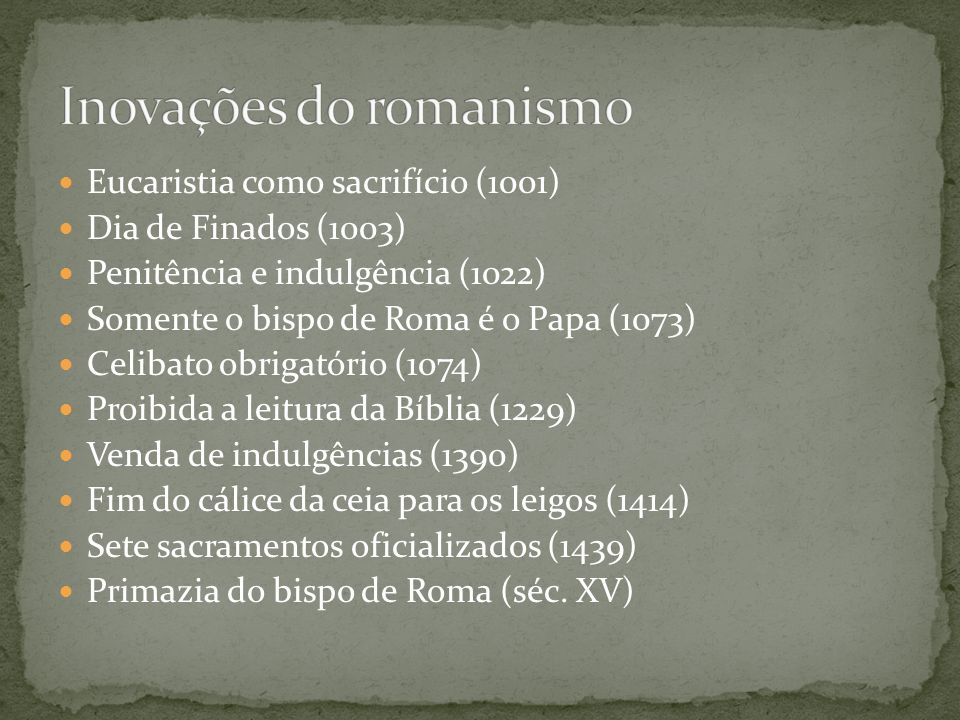 Inovações do romanismo
• Eucaristia como sacrifício (1001)
• Dia de Finados (1003)
• Penitência e indulgência (1022)
• Somente o bispo de Roma é o Papa (1073)
• Celibato obrigatório (1074)
• Proibida a leitura da Bíblia (1229)
• Venda de indulgências (1390)
• Fim do cálice da ceia para os leigos (1414)
• Sete sacramentos oficializados (1439)
• Primazia do bispo de Roma (séc. XV)